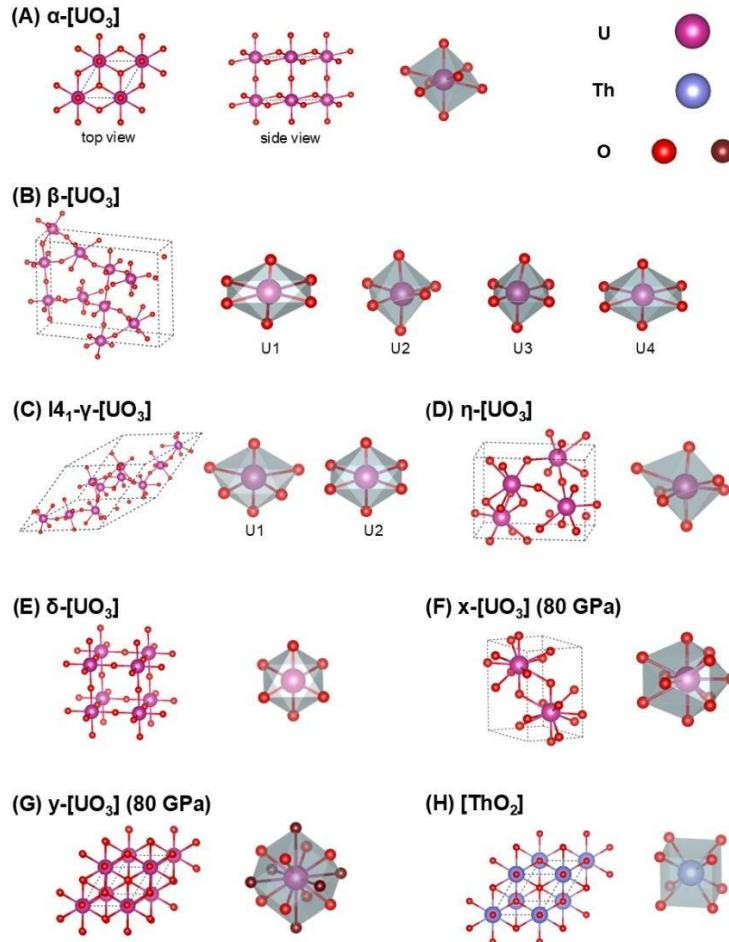 (A) α-[UO₃]
top view
side view
U
Th
O
(B) β-[UO₃]
U1
U2
U3
U4
(C) I4₁-γ-[UO₃]
U1
U2
(D) η-[UO₃]
(E) δ-[UO₃]
(F) x-[UO₃] (80 GPa)
(G) y-[UO₃] (80 GPa)
(H) [ThO₂]